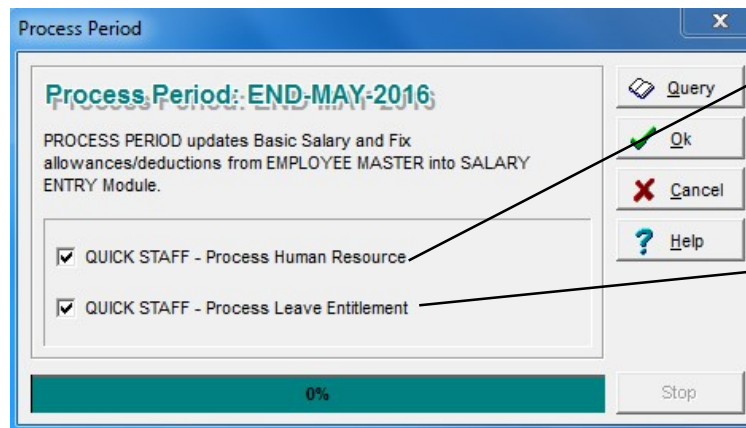 Process Period
Process Period: END-MAY-2016
PROCESS PERIOD updates Basic Salary and Fix
allowances/deductions from EMPLOYEE MASTER into SALARY
ENTRY Module.
QUICK STAFF - Process Human Resource
QUICK STAFF - Process Leave Entitlement
0%
Query
Ok
Cancel
Help
Stop